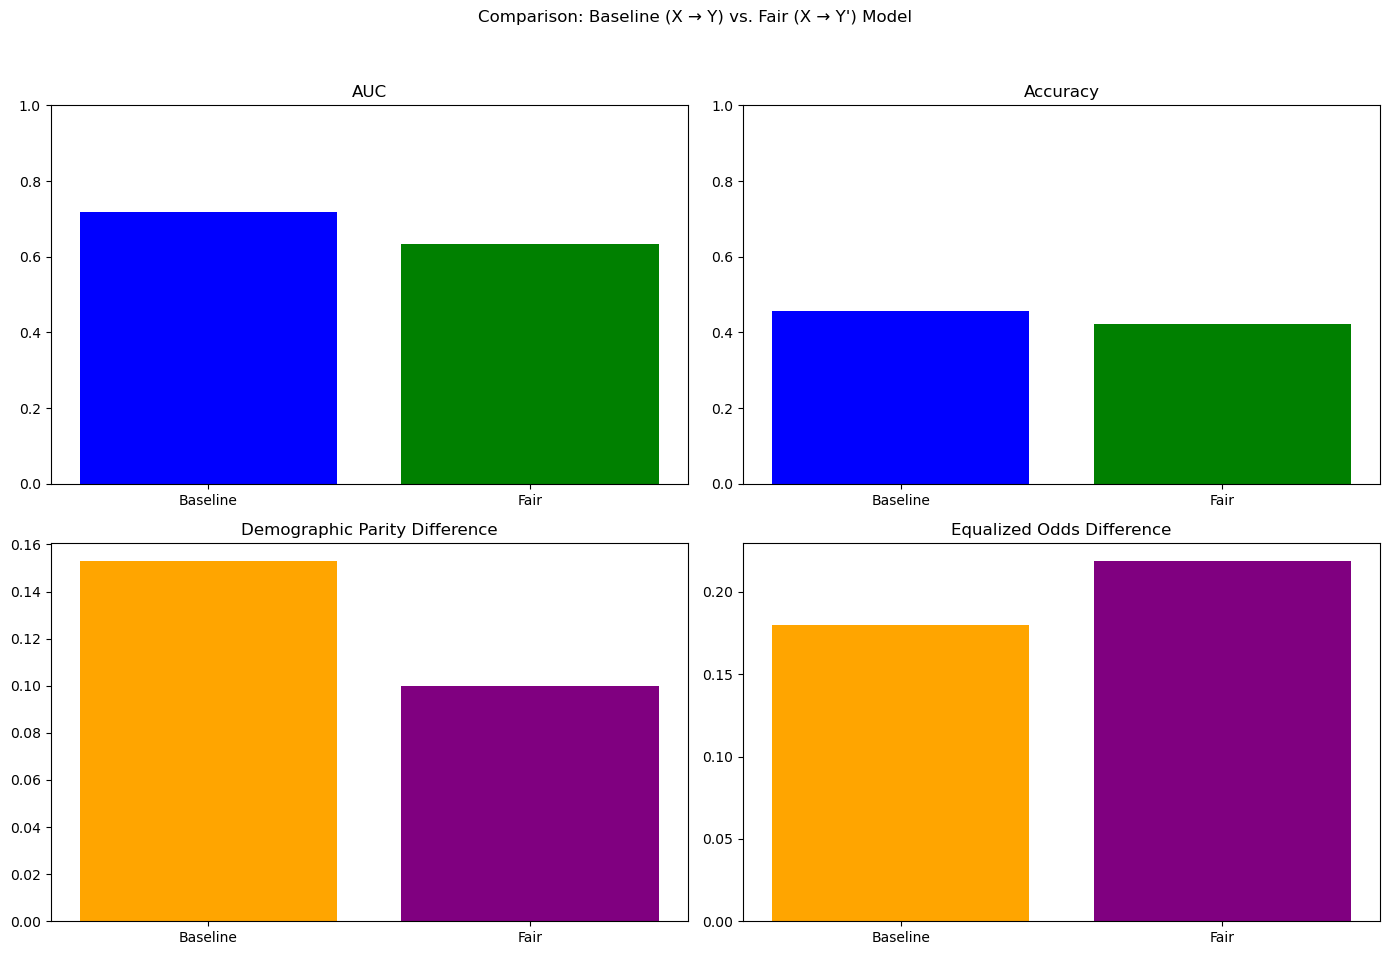 Comparison: Baseline (X → Y) vs. Fair (X → Y') Model
AUC
1.0
0.8
0.6
0.4
0.2
0.0
Baseline Fair
Accuracy
1.0
0.8
0.6
0.4
0.2
0.0
Baseline Fair
Demographic Parity Difference
0.16
0.14
0.12
0.10
0.08
0.06
0.04
0.02
0.00
Baseline Fair
Equalized Odds Difference
0.20
0.15
0.10
0.05
0.00
Baseline Fair